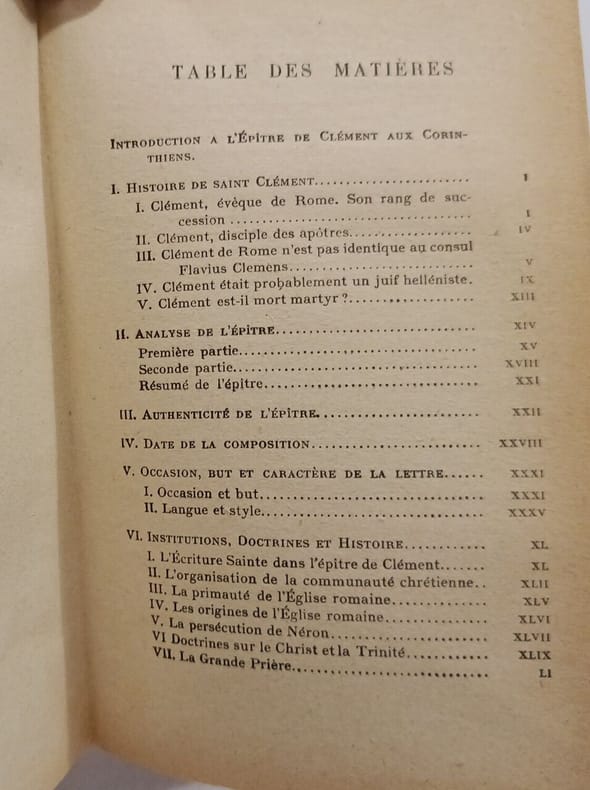 TABLE DES MATIÈRES
INTRODUCTION A L'ÉPÎTRE DE CLÉMENT AUX CORIN-
THIENS.
I. HISTOIRE DE SAINT CLÉMENT........................ I
I. Clément, évêque de Rome. Son rang de suc-
cession .................................... I
II. Clément, disciple des apôtres.................. IV
III. Clément de Rome n'est pas identique au consul
Flavius Clemens............................ V
IV. Clément était probablement un juif helléniste. IX
V. Clément est-il mort martyr ?................... XIII
II. ANALYSE DE L'ÉPÎTRE.............................. XIV
Première partie.................................... XV
Seconde partie..................................... XVIII
Résumé de l'épître................................. XXI
III. AUTHENTICITÉ DE L'ÉPÎTRE........................ XXII
IV. DATE DE LA COMPOSITION........................... XXVIII
V. OCCASION, BUT ET CARACTÈRE DE LA LETTRE...... XXXI
I. Occasion et but................................. XXXI
II. Langue et style................................ XXXV
VI. INSTITUTIONS, DOCTRINES ET HISTOIRE............ XL
I. L'Écriture Sainte dans l'épitre de Clément....... XL
II. L'organisation de la communauté chrétienne.. XLII
III. La primauté de l'Église romaine............. XLV
IV. Les origines de l'Église romaine.............. XLVI
V. La persécution de Néron...................... XLVII
VI Doctrines sur le Christ et la Trinité............ XLIX
VII. La Grande Prière............................ LI